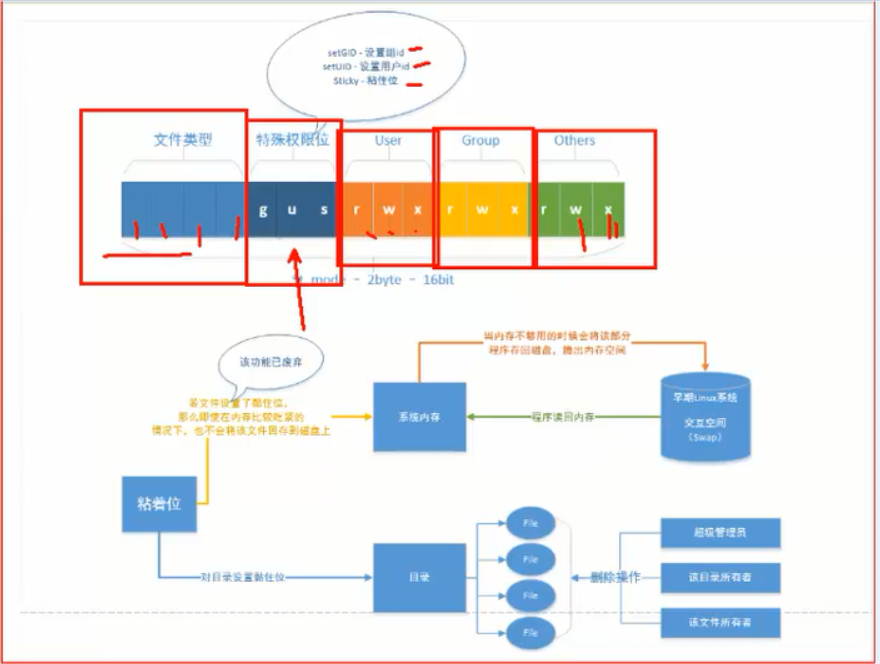 setGID - 设置组id
setUID - 设置用户id
Sticky - 粘住位
文件类型
特殊权限位
User
Group
Others
g u s r w x r w x r w x
mode - 2byte - 16bit
该功能已废弃
当内存不够用的时候会将该部分
程序存回磁盘，腾出内存空间
若文件设置了黏住位，
那么即使在内存比较吃紧的
情况下，也不会将该文件回存到磁盘上
系统内存
程序读回内存
早期Linux系统
交互空间
（Swap）
粘着位
对目录设置黏住位
目录
File
File
File
File
删除操作
超级管理员
该目录所有者
该文件所有者